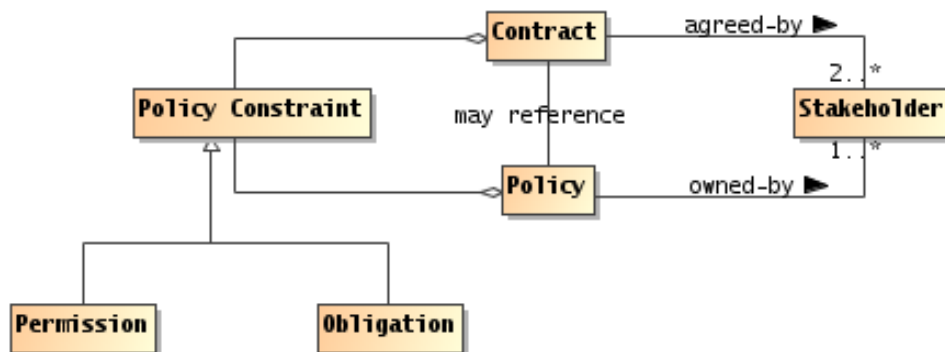 Contract
agreed-by
2..*
Policy Constraint
may reference
Stakeholder
1..*
Policy
owned-by
Permission
Obligation